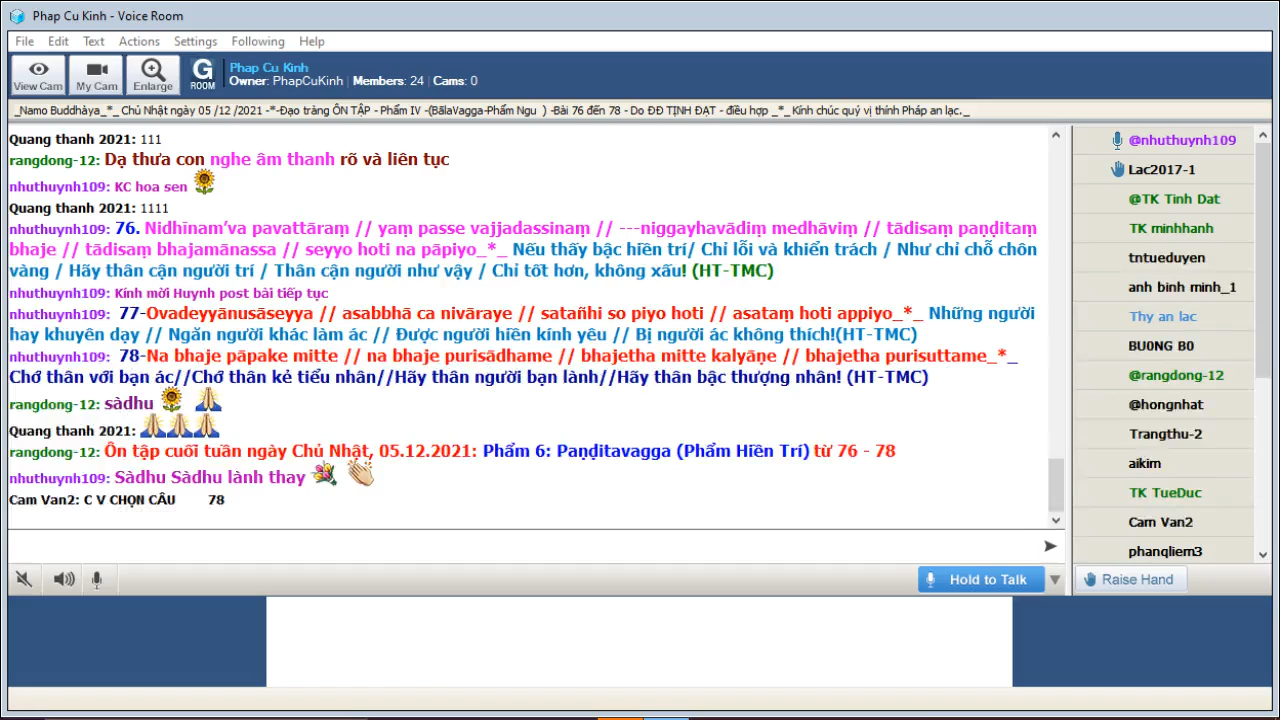 Phap Cu Kinh - Voice Room
File Edit Text Actions Settings Following Help
View Cam My Cam Enlarge G ROOM Phap Cu Kinh
Owner: PhapCuKinh | Members: 24 | Cams: 0
_Namo Buddhàya_*_ Chủ Nhật ngày 05 /12 /2021 -*-Đạo tràng ÔN TẬP - Phẩm IV -(BālaVagga-Phẩm Ngu ) -Bài 76 đến 78 - Do ĐĐ TỊNH ĐẠT - điều hợp _*_ Kính chúc quý vị thính Pháp an lạc._
Quang thanh 2021: 111
rangdong-12: Dạ thưa con nghe âm thanh rõ và liên tục
nhuthuynh109: KC hoa sen
Quang thanh 2021: 1111
nhuthuynh109: 76. Nidhīnam’va pavattāraṃ // yaṃ passe vajjadassinaṃ // ---niggayhavādiṃ medhāviṃ // tādisaṃ paṇḍitaṃ
bhaje // tādisaṃ bhajamānassa // seyyo hoti na pāpiyo_*_ Nếu thấy bậc hiền trí/ Chỉ lỗi và khiển trách / Như chỉ chỗ chôn
vàng / Hãy thân cận người trí / Thân cận người như vậy / Chỉ tốt hơn, không xấu! (HT-TMC)
nhuthuynh109: Kính mời Huynh post bài tiếp tục
nhuthuynh109: 77-Ovadeyyānusāseyya // asabbhā ca nivāraye // satañhi so piyo hoti // asataṃ hoti appiyo_*_ Những người
hay khuyên dạy // Ngăn người khác làm ác // Được người hiền kính yêu // Bị người ác không thích!(HT-TMC)
nhuthuynh109: 78-Na bhaje pāpake mitte // na bhaje purisādhame // bhajetha mitte kalyāṇe // bhajetha purisuttame_*_
Chớ thân với bạn ác//Chớ thân kẻ tiểu nhân//Hãy thân người bạn lành//Hãy thân bậc thượng nhân! (HT-TMC)
rangdong-12: sàdhu
Quang thanh 2021:
rangdong-12: Ôn tập cuối tuần ngày Chủ Nhật, 05.12.2021: Phẩm 6: Paṇḍitavagga (Phẩm Hiền Trí) từ 76 - 78
nhuthuynh109: Sàdhu Sàdhu lành thay
Cam Van2: C V CHỌN CÂU 78
@nhuthuynh109
Lac2017-1
@TK Tinh Dat
TK minhhanh
tntueduyen
anh binh minh_1
Thy an lac
BU0NG B0
@rangdong-12
@hongnhat
Trangthu-2
aikim
TK TueDuc
Cam Van2
phanqliem3
Hold to Talk
Raise Hand